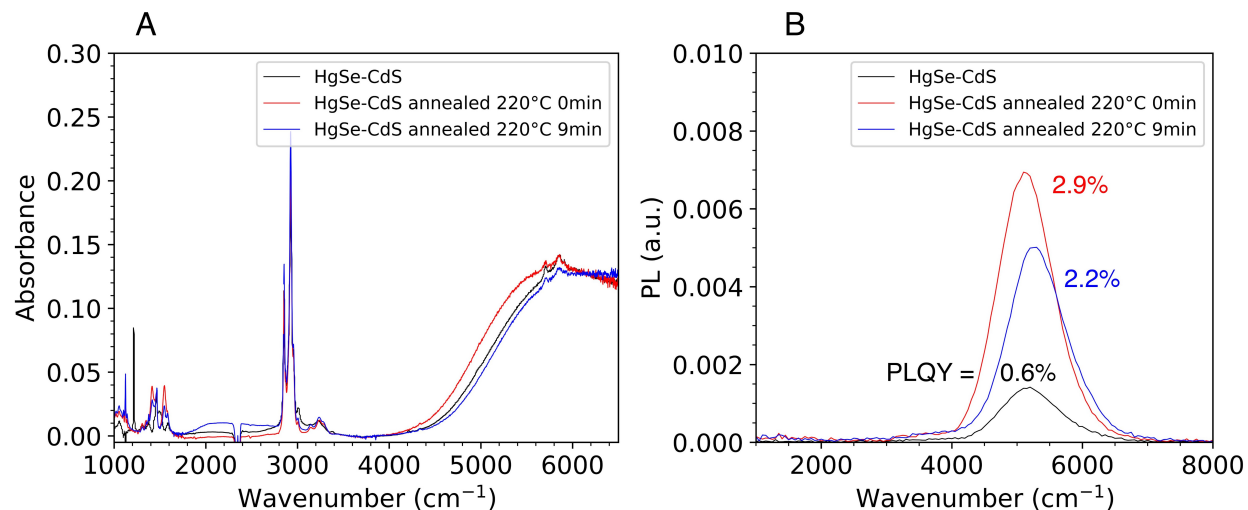 A
0.30
0.25
0.20
0.15
0.10
0.05
0.00
Absorbance
HgSe-CdS
HgSe-CdS annealed 220°C 0min
HgSe-CdS annealed 220°C 9min
1000 2000 3000 4000 5000 6000
Wavenumber (cm⁻¹)
B
0.010
0.008
0.006
0.004
0.002
0.000
PL (a.u.)
HgSe-CdS
HgSe-CdS annealed 220°C 0min
HgSe-CdS annealed 220°C 9min
2.9%
2.2%
PLQY = 0.6%
2000 4000 6000 8000
Wavenumber (cm⁻¹)